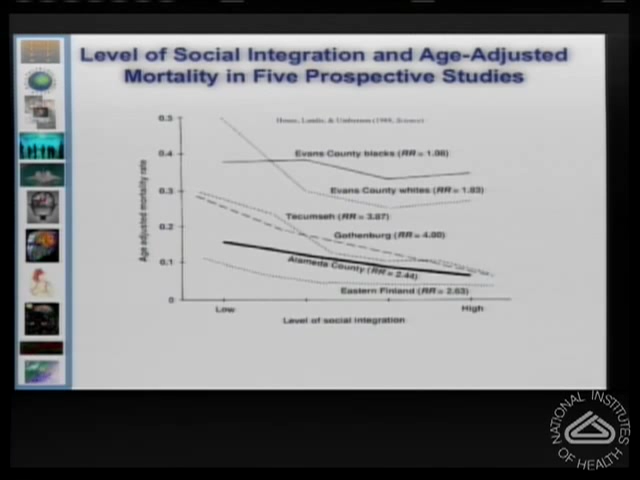 Level of Social Integration and Age-Adjusted
Mortality in Five Prospective Studies
House, Landis, & Umberson (1988, Science)
0.5
0.4
0.3
0.2
0.1
0
Age adjusted mortality rate
Evans County blacks (RR = 1.08)
Evans County whites (RR = 1.83)
Tecumseh (RR = 3.87)
Gothenburg (RR = 4.00)
Alameda County (RR = 2.44)
Eastern Finland (RR = 2.63)
Low
High
Level of social integration
NATIONAL INSTITUTES
OF HEALTH